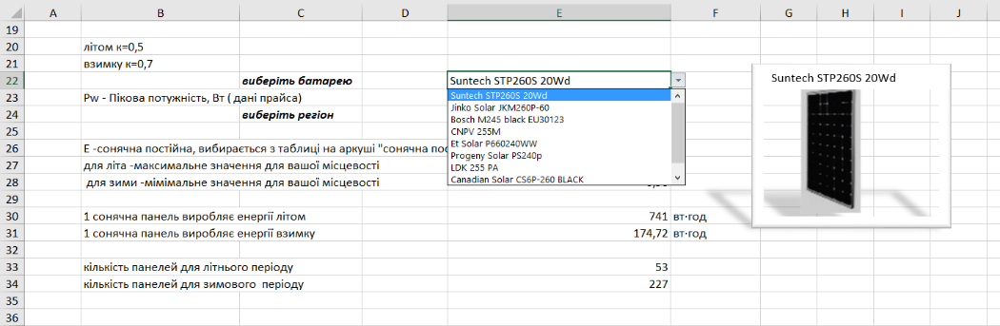 A B C D E F G H I J
19
20 літом к=0,5
21 взимку к=0,7
22 виберіть батарею Suntech STP260S 20Wd
Suntech STP260S 20Wd
23 Pw - Пікова потужність, Вт ( дані прайса)
24 виберіть регіон
25
26 E -сонячна постійна, вибирається з таблиці на аркуші "сонячна пос
27 для літа -максимальне значення для вашої місцевості
28 для зими -мімімальне значення для вашої місцевості
Suntech STP260S 20Wd
Jinko Solar JKM260P-60
Bosch M245 black EU30123
CNPV 255M
Et Solar P660240WW
Progeny Solar PS240p
LDK 255 PA
Canadian Solar CS6P-260 BLACK
29
30 1 сонячна панель виробляє енергії літом 741 вт·год
31 1 сонячна панель виробляє енергії взимку 174,72 вт·год
32
33 кількість панелей для літнього періоду 53
34 кількість панелей для зимового періоду 227
35
36